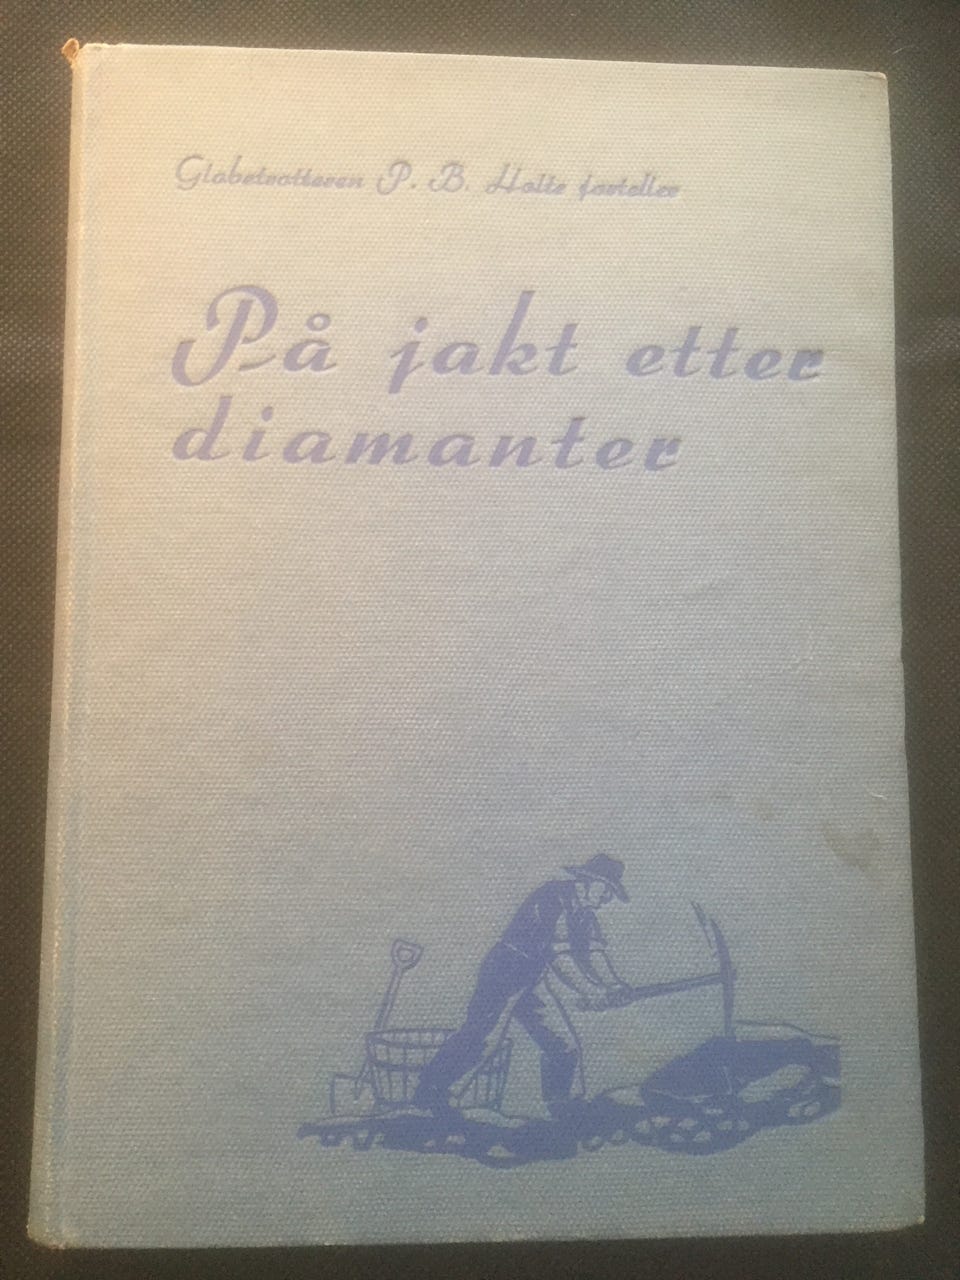 Globetrotteren P. B. Holte forteller
På jakt etter
diamanter